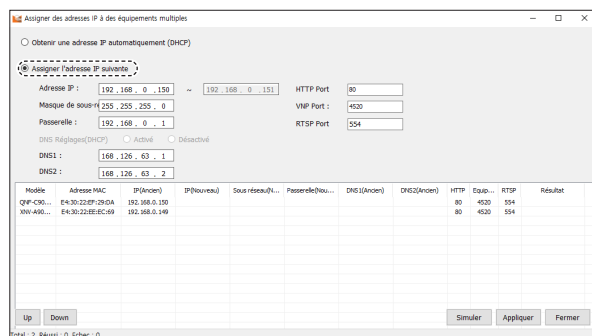 Assigner des adresses IP à des équipements multiples
Obtenir une adresse IP automatiquement (DHCP)
Assigner l'adresse IP suivante
Adresse IP : 192 . 168 . 0 . 150 ~ 192 . 168 . 0 . 151 HTTP Port 80
Masque de sous-re 255 . 255 . 255 . 0 VNP Port : 4520
Passerelle : 192 . 168 . 0 . 1 RTSP Port 554
DNS Réglages(DHCP) Activé Désactivé
DNS1 : 168 . 126 . 63 . 1
DNS2 : 168 . 126 . 63 . 2
Modèle Adresse MAC IP(Ancien) IP(Nouveau) Sous réseau(N... Passerelle(Nou... DNS1(Ancien) DNS2(Ancien) HTTP Equip... RTSP Résultat
QNF-C90... E4:30:22:EF:29:DA 192.168.0.150 80 4520 554
XNV-A90... E4:30:22:EE:EC:69 192.168.0.149 80 4520 554
Up Down Simuler Appliquer Fermer
Total : 2, Réussi : 0, Echec : 0